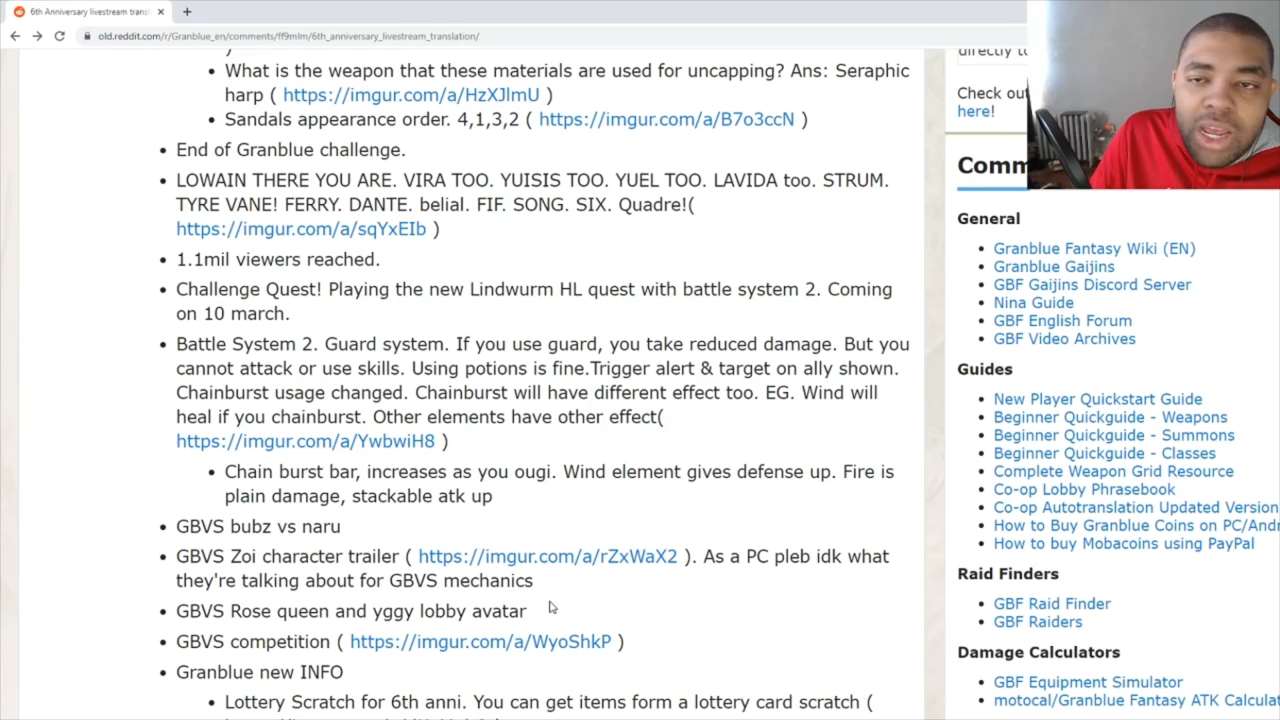 6th Anniversary livestream trans
old.reddit.com/r/Granblue_en/comments/ff9mlm/6th_anniversary_livestream_translation/
What is the weapon that these materials are used for uncapping? Ans: Seraphic
harp ( https://imgur.com/a/HzXJlmU )
Sandals appearance order. 4,1,3,2 ( https://imgur.com/a/B7o3ccN )
End of Granblue challenge.
LOWAIN THERE YOU ARE. VIRA TOO. YUISIS TOO. YUEL TOO. LAVIDA too. STRUM.
TYRE VANE! FERRY. DANTE. belial. FIF. SONG. SIX. Quadre!(
https://imgur.com/a/sqYxEIb )
1.1mil viewers reached.
Challenge Quest! Playing the new Lindwurm HL quest with battle system 2. Coming
on 10 march.
Battle System 2. Guard system. If you use guard, you take reduced damage. But you
cannot attack or use skills. Using potions is fine.Trigger alert & target on ally shown.
Chainburst usage changed. Chainburst will have different effect too. EG. Wind will
heal if you chainburst. Other elements have other effect(
https://imgur.com/a/YwbwiH8 )
Chain burst bar, increases as you ougi. Wind element gives defense up. Fire is
plain damage, stackable atk up
GBVS bubz vs naru
GBVS Zoi character trailer ( https://imgur.com/a/rZxWaX2 ). As a PC pleb idk what
they're talking about for GBVS mechanics
GBVS Rose queen and yggy lobby avatar
GBVS competition ( https://imgur.com/a/WyoShkP )
Granblue new INFO
Lottery Scratch for 6th anni. You can get items form a lottery card scratch (
directly to
Check out
here!
Comm
General
Granblue Fantasy Wiki (EN)
Granblue Gaijins
GBF Gaijins Discord Server
Nina Guide
GBF English Forum
GBF Video Archives
Guides
New Player Quickstart Guide
Beginner Quickguide - Weapons
Beginner Quickguide - Summons
Beginner Quickguide - Classes
Complete Weapon Grid Resource
Co-op Lobby Phrasebook
Co-op Autotranslation Updated Version
How to Buy Granblue Coins on PC/Andr
How to buy Mobacoins using PayPal
Raid Finders
GBF Raid Finder
GBF Raiders
Damage Calculators
GBF Equipment Simulator
motocal/Granblue Fantasy ATK Calcula